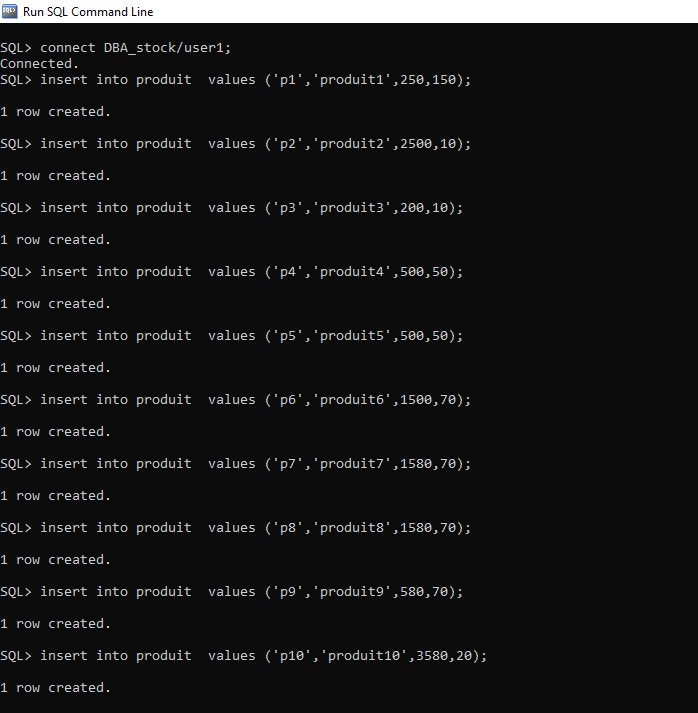 Run SQL Command Line
SQL> connect DBA_stock/user1;
Connected.
SQL> insert into produit  values ('p1','produit1',250,150);
1 row created.
SQL> insert into produit  values ('p2','produit2',2500,10);
1 row created.
SQL> insert into produit  values ('p3','produit3',200,10);
1 row created.
SQL> insert into produit  values ('p4','produit4',500,50);
1 row created.
SQL> insert into produit  values ('p5','produit5',500,50);
1 row created.
SQL> insert into produit  values ('p6','produit6',1500,70);
1 row created.
SQL> insert into produit  values ('p7','produit7',1580,70);
1 row created.
SQL> insert into produit  values ('p8','produit8',1580,70);
1 row created.
SQL> insert into produit  values ('p9','produit9',580,70);
1 row created.
SQL> insert into produit  values ('p10','produit10',3580,20);
1 row created.